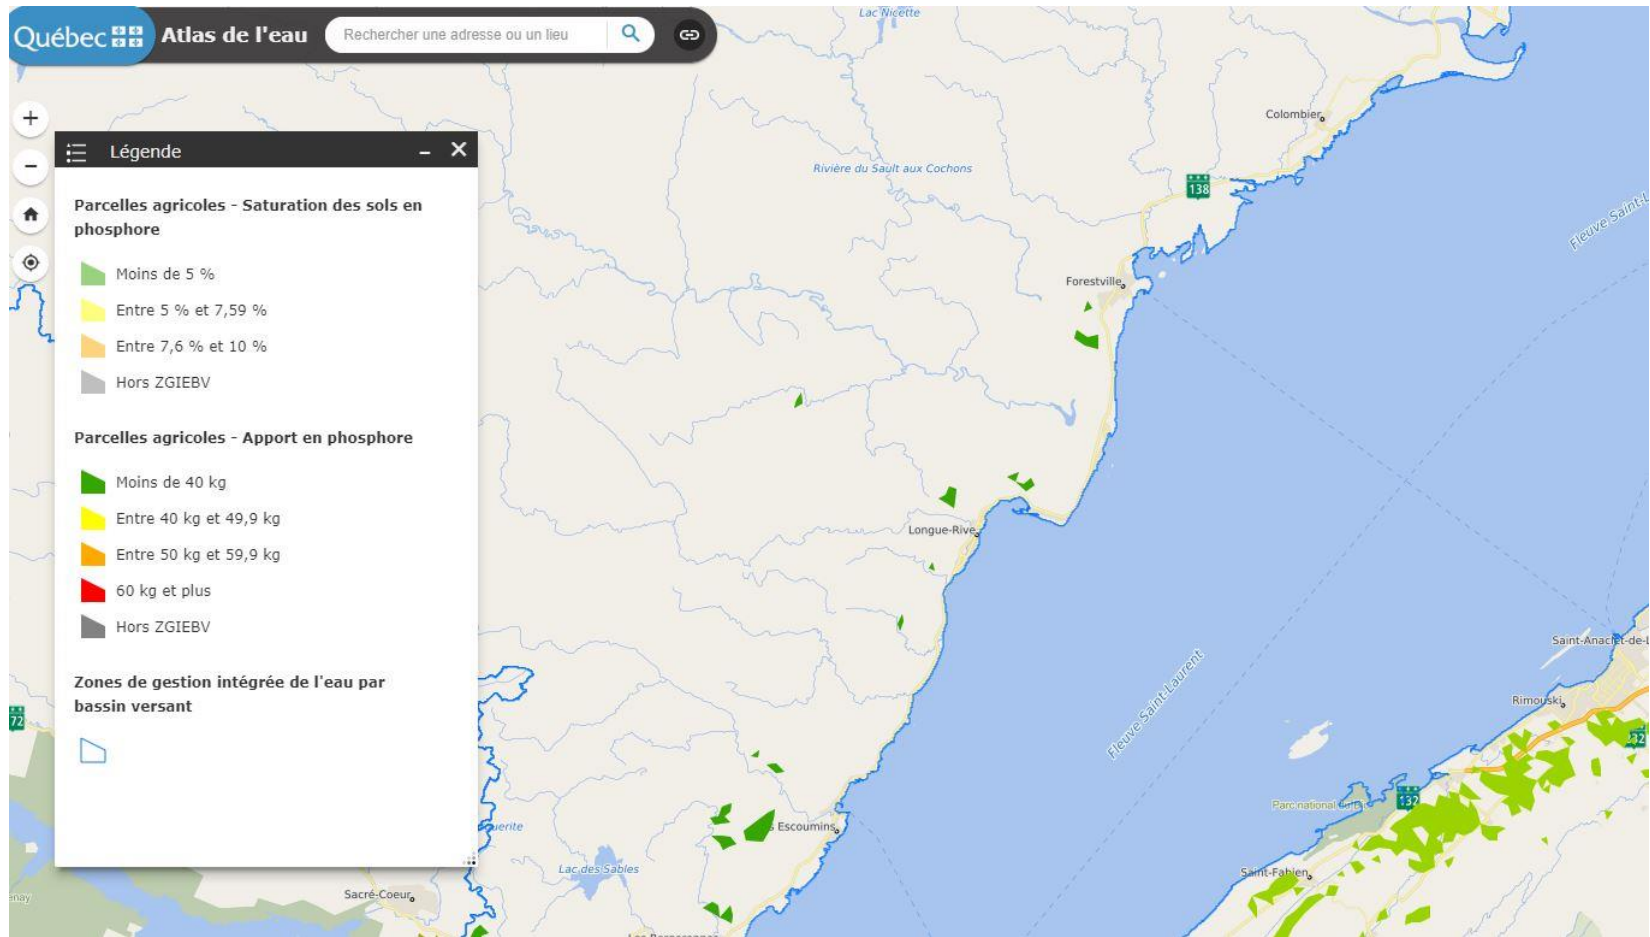 Québec
Atlas de l'eau
Rechercher une adresse ou un lieu
Lac Nicette
Colombier
Légende
Rivière du Sault aux Cochons
138
Parcelles agricoles - Saturation des sols en
phosphore
Moins de 5 %
Entre 5 % et 7,59 %
Entre 7,6 % et 10 %
Hors ZGIEBV
Parcelles agricoles - Apport en phosphore
Moins de 40 kg
Entre 40 kg et 49,9 kg
Entre 50 kg et 59,9 kg
60 kg et plus
Hors ZGIEBV
Zones de gestion intégrée de l'eau par
bassin versant
Fleuve Saint-L
Forestville
Longue-Rive
Saint-Anaclet-de-L
Fleuve Saint-Laurent
Rimouski
72
132
Parc national
132
Escoumins
uerite
Lac des Sables
Saint-Fabien
Sacré-Coeur
enay